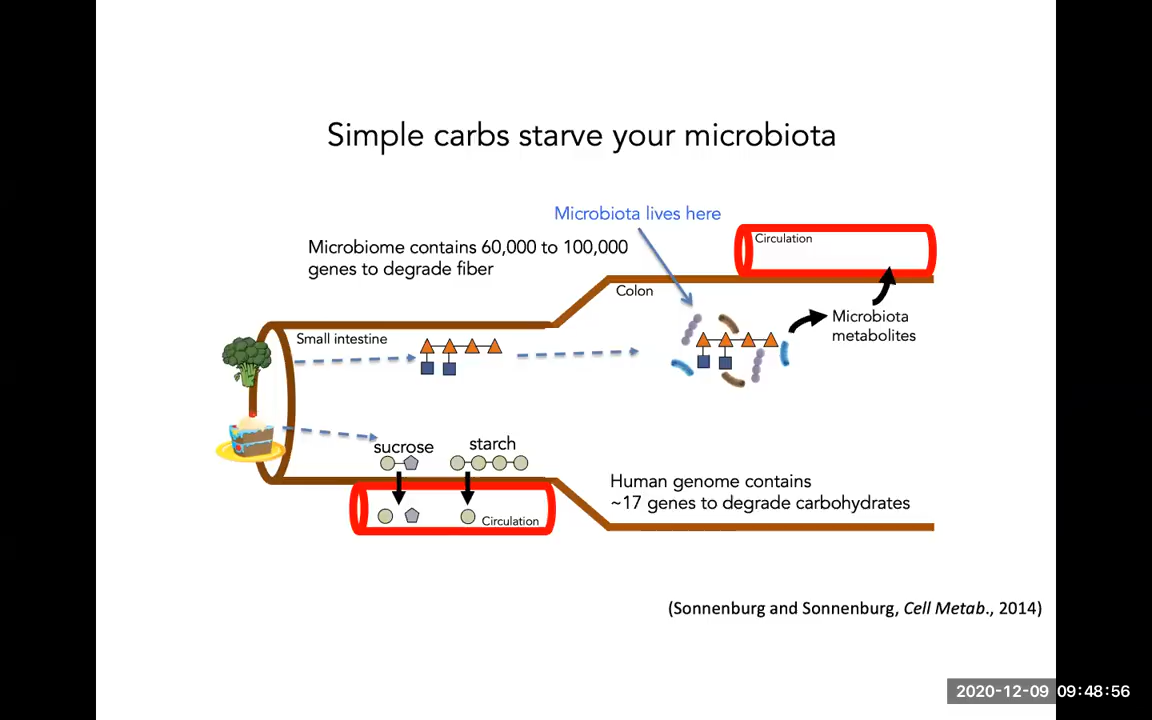 Simple carbs starve your microbiota
Microbiota lives here
Microbiome contains 60,000 to 100,000
genes to degrade fiber
Circulation
Colon
Small intestine
Microbiota
metabolites
sucrose
starch
Circulation
Human genome contains
~17 genes to degrade carbohydrates
(Sonnenburg and Sonnenburg, Cell Metab., 2014)
2020-12-09 09:48:56